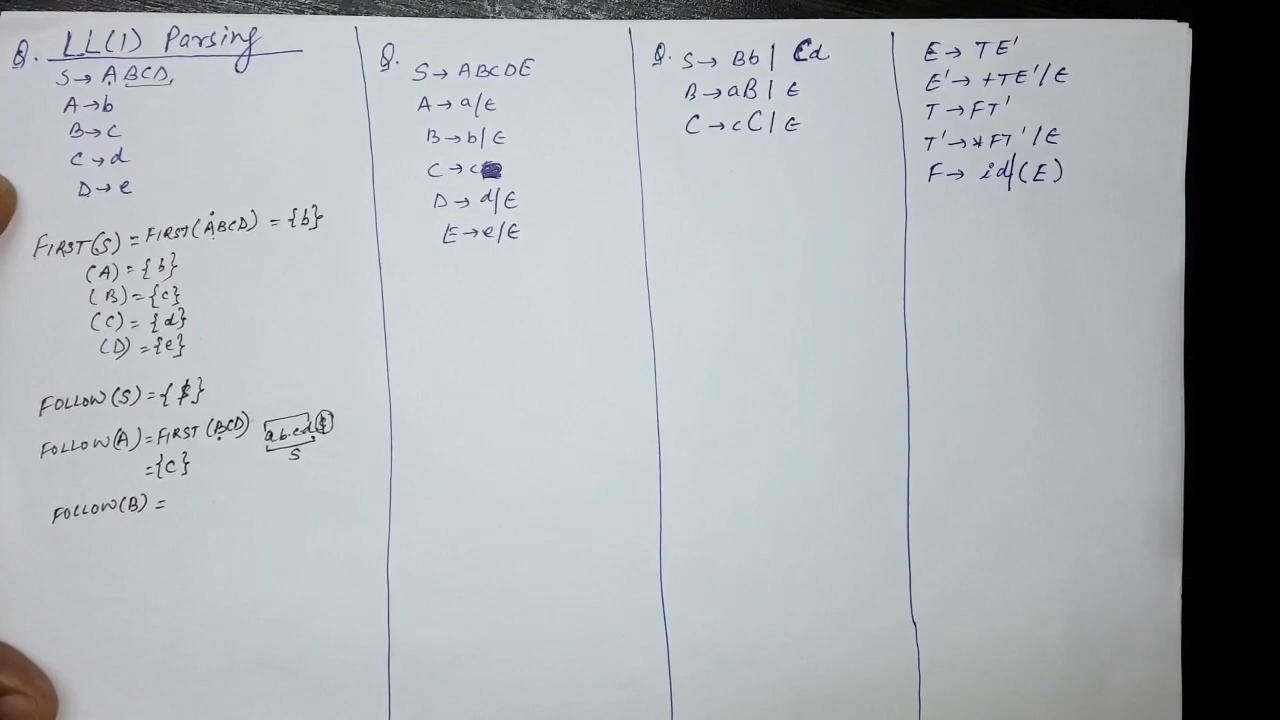 Q. LL(1) Parsing
S→ABCD,
A→b
B→c
C→d
D→e
FIRST(S) = FIRST(ABCD) = {b}
(A) = {b}
(B) = {c}
(C) = {d}
(D) = {e}
FOLLOW(S) = {$}
FOLLOW(A) = FIRST(BCD) abcd$
S
= {c}
FOLLOW(B) =
Q.
S→ABCDE
A→a/ε
B→b/ε
C→c
D→d/ε
E→e/ε
Q. S→Bb| Cd
B→aB| ε
C→cC| ε
E→TE'
E'→+TE'/ε
T→FT'
T'→*FT'/ε
F→id/(E)